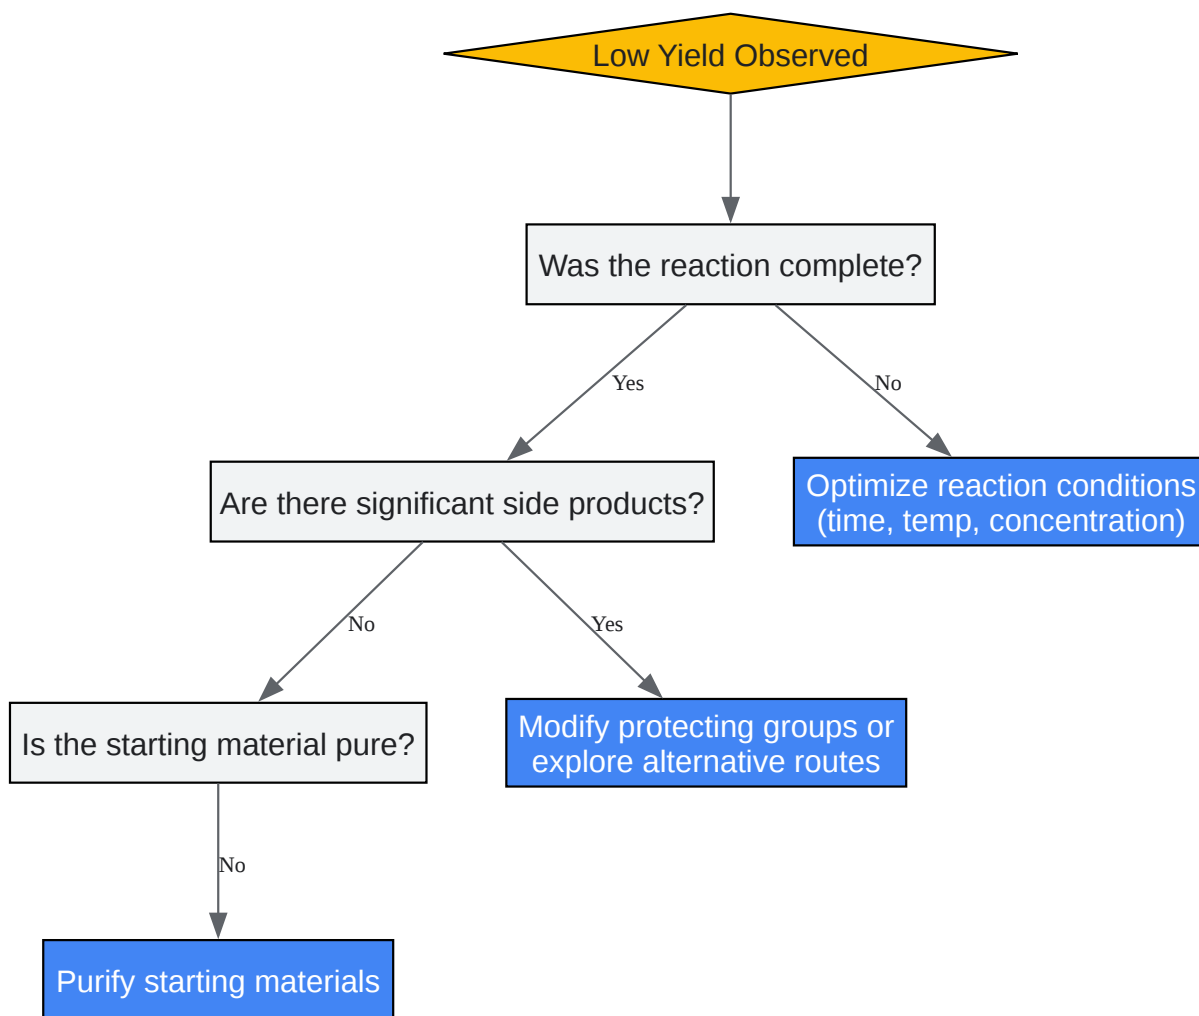 Low Yield Observed
Was the reaction complete?
Yes
No
Are there significant side products?
Optimize reaction conditions
(time, temp, concentration)
No
Yes
Is the starting material pure?
Modify protecting groups or
explore alternative routes
No
Purify starting materials